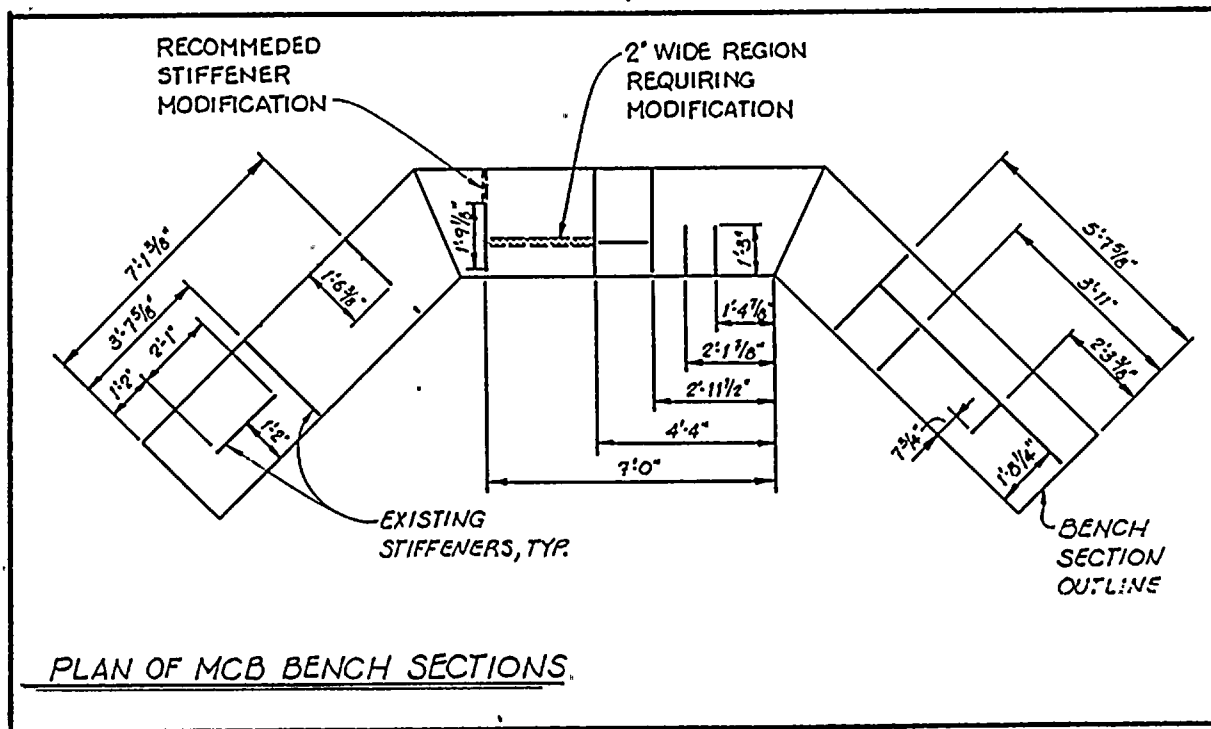 RECOMMEDED
STIFFENER
MODIFICATION
2" WIDE REGION
REQUIRING
MODIFICATION
7'-1 3/8"
3'-7 5/8"
2'-1"
1'-2"
1'-6 3/8"
1'-2"
1'-9 1/8"
1'-3"
1'-4 7/8"
2'-1 7/8"
2'-11 1/2"
4'-4"
7'-0"
5'-7 5/8"
3'-11"
2'-3 3/8"
7 3/4"
1'-8 1/4"
EXISTING
STIFFENERS, TYP.
BENCH
SECTION
OUTLINE
PLAN OF MCB BENCH SECTIONS